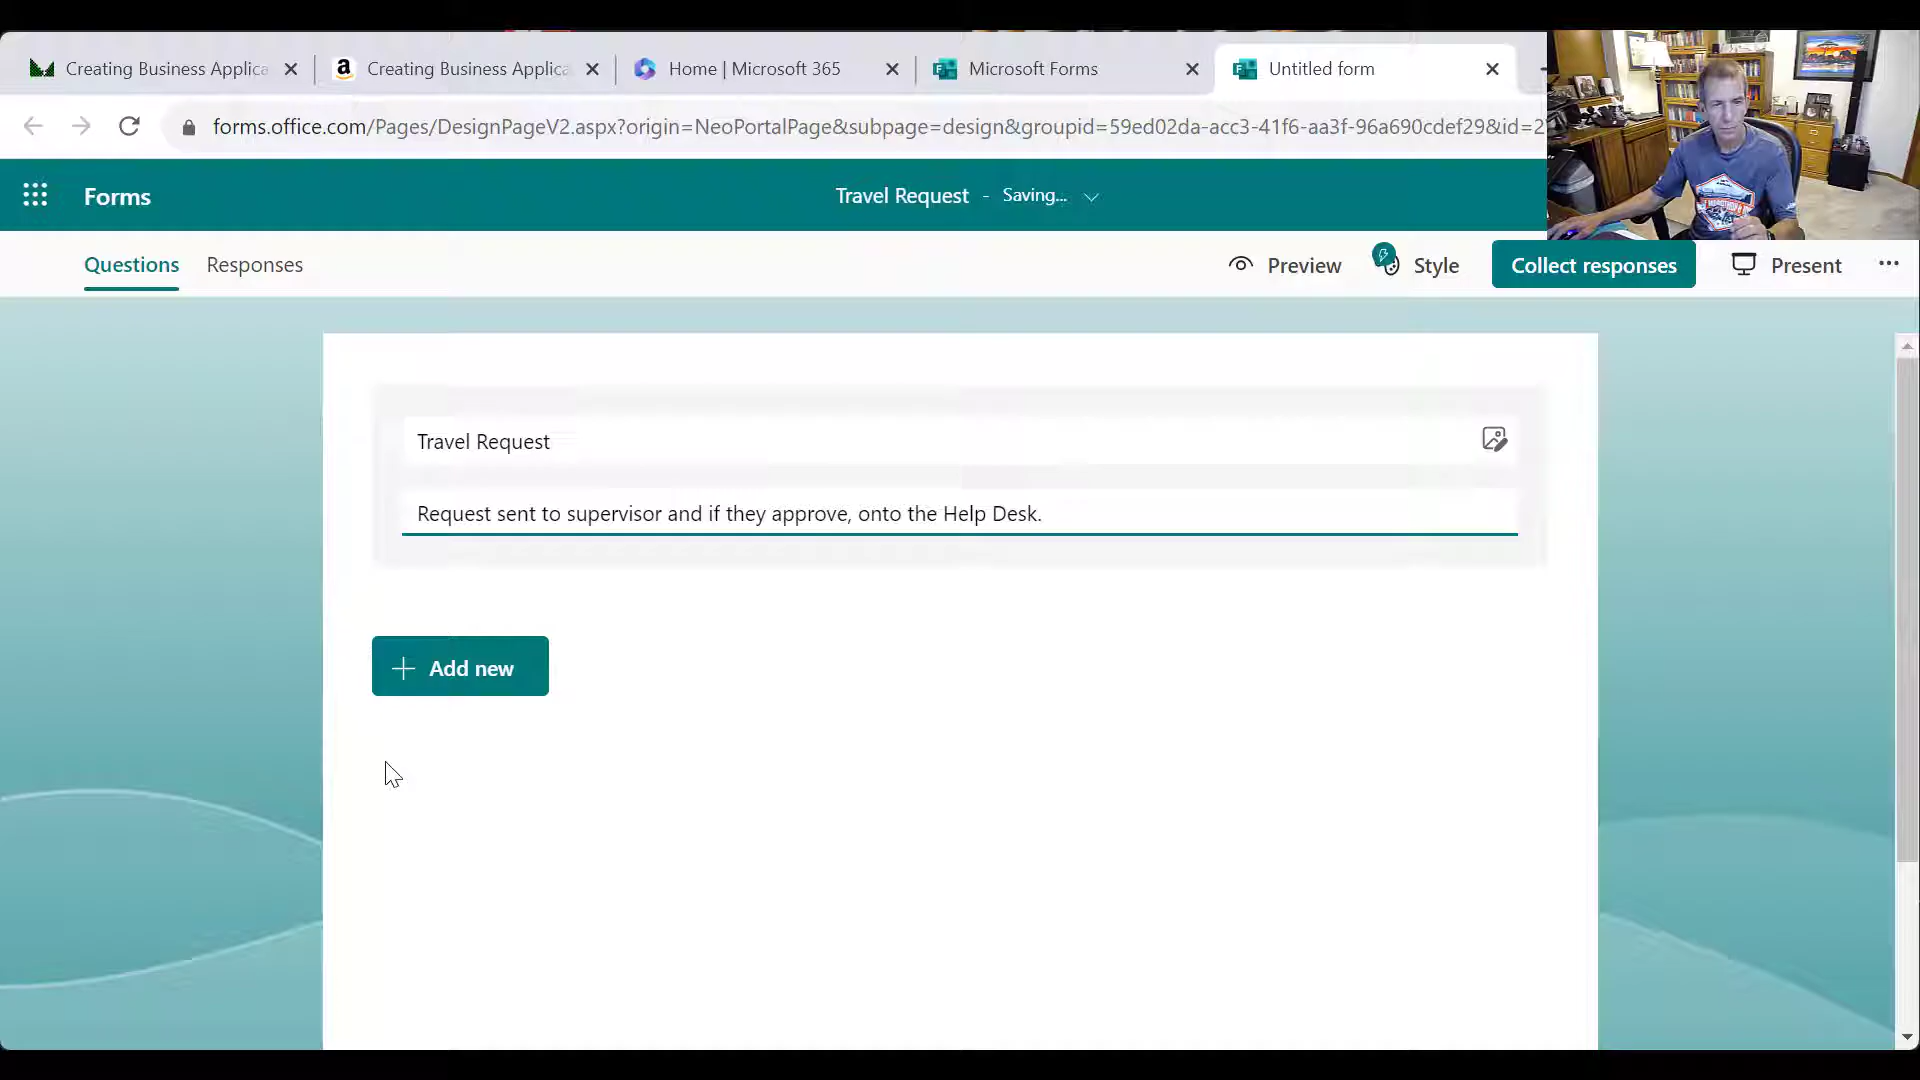 Creating Business Applica
Creating Business Applica
Home | Microsoft 365
Microsoft Forms
Untitled form
forms.office.com/Pages/DesignPageV2.aspx?origin=NeoPortalPage&subpage=design&groupid=59ed02da-acc3-41f6-aa3f-96a690cdef29&id=2
Forms
Travel Request - Saving...
Questions
Responses
Preview
Style
Collect responses
Present
Travel Request
Request sent to supervisor and if they approve, onto the Help Desk.
Add new